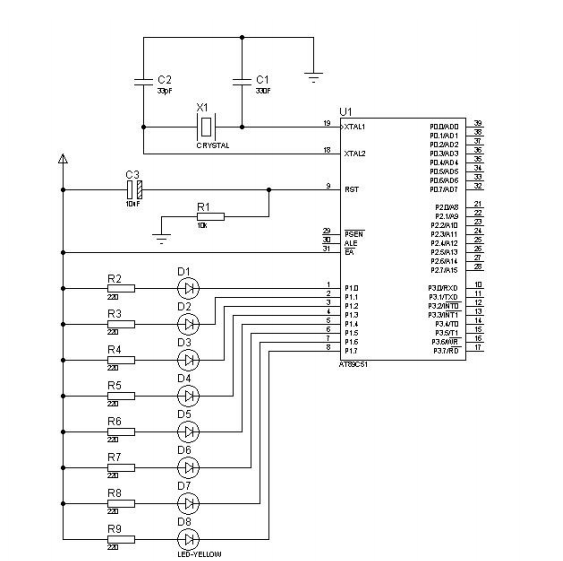 C2
33pF
C1
33pF
X1
CRYSTAL
U1
19
XTAL1
18
XTAL2
9
RST
29
PSEN
30
ALE
31
EA
1
P1.0
2
P1.1
3
P1.2
4
P1.3
5
P1.4
6
P1.5
7
P1.6
8
P1.7
P0.0/AD0
39
P0.1/AD1
38
P0.2/AD2
37
P0.3/AD3
36
P0.4/AD4
35
P0.5/AD5
34
P0.6/AD6
33
P0.7/AD7
32
P2.0/A8
21
P2.1/A9
22
P2.2/A10
23
P2.3/A11
24
P2.4/A12
25
P2.5/A13
26
P2.6/A14
27
P2.7/A15
28
P3.0/RXD
10
P3.1/TXD
11
P3.2/INT0
12
P3.3/INT1
13
P3.4/T0
14
P3.5/T1
15
P3.6/WR
16
P3.7/RD
17
AT89C51
C3
10uF
R1
10k
R2
220
D1
R3
220
D2
R4
220
D3
R5
220
D4
R6
220
D5
R7
220
D6
R8
220
D7
R9
220
D8
LED-YELLOW